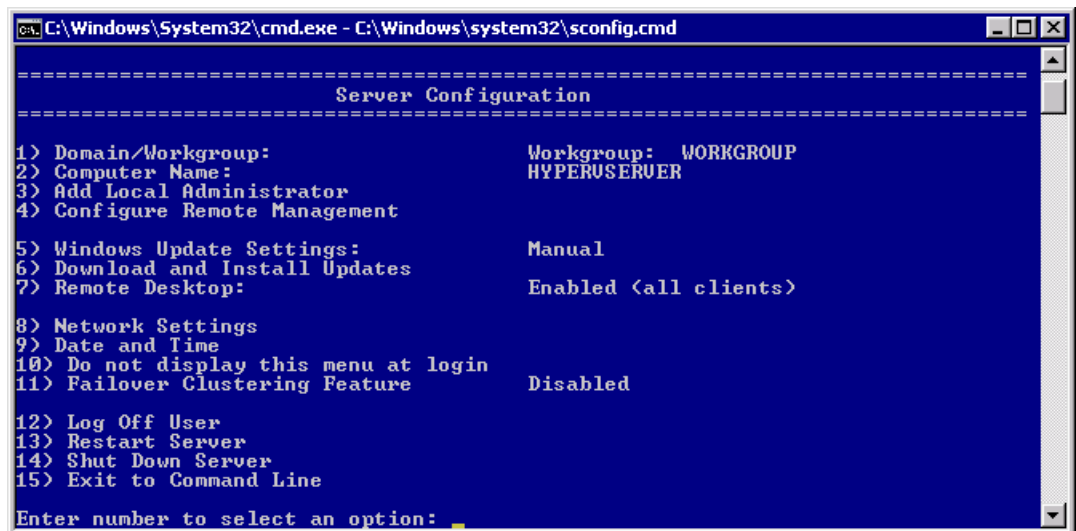 C:\Windows\System32\cmd.exe - C:\Windows\system32\sconfig.cmd
===============================================================================
Server Configuration
===============================================================================
1) Domain/Workgroup: Workgroup: WORKGROUP
2) Computer Name: HYPERVSERVER
3) Add Local Administrator
4) Configure Remote Management
5) Windows Update Settings: Manual
6) Download and Install Updates
7) Remote Desktop: Enabled (all clients)
8) Network Settings
9) Date and Time
10) Do not display this menu at login
11) Failover Clustering Feature Disabled
12) Log Off User
13) Restart Server
14) Shut Down Server
15) Exit to Command Line
Enter number to select an option: _